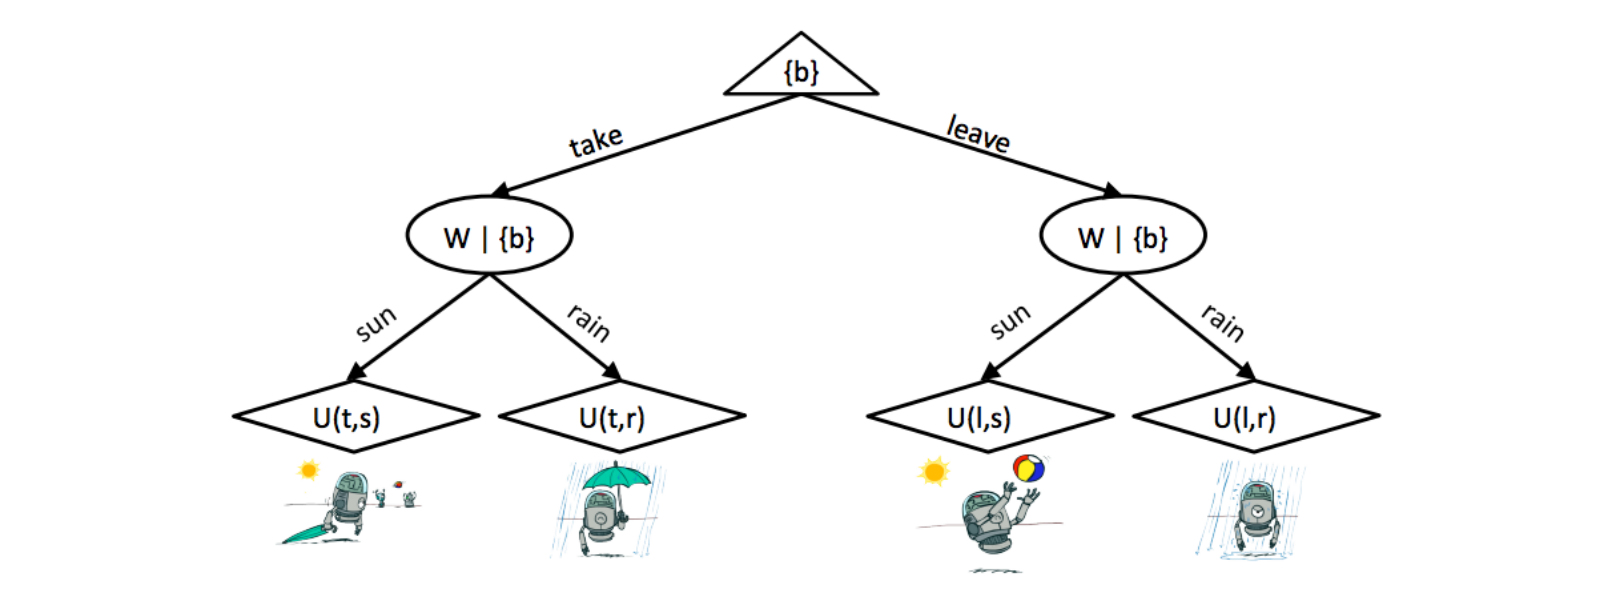 {b}
take
leave
W | {b}
W | {b}
sun
rain
sun
rain
U(t,s)
U(t,r)
U(l,s)
U(l,r)